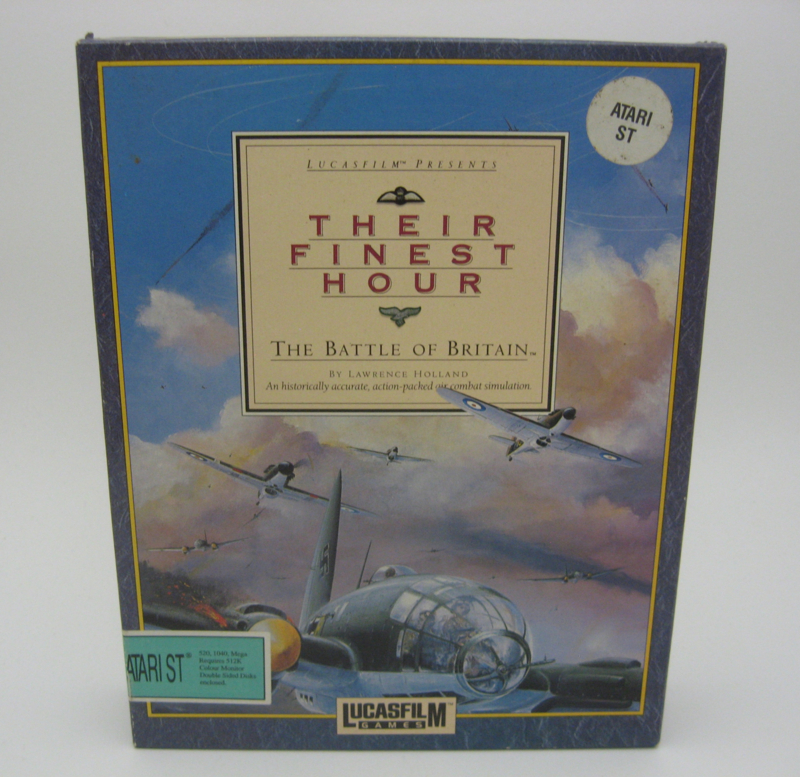 ATARI
ST
LUCASFILM™ PRESENTS
THEIR
FINEST
HOUR
THE BATTLE OF BRITAIN™
BY LAWRENCE HOLLAND
An historically accurate, action-packed air combat simulation.
ATARI ST®
520, 1040, Mega
Requires 512K
Colour Monitor
Double Sided Disks
enclosed.
LUCASFILM™
GAMES